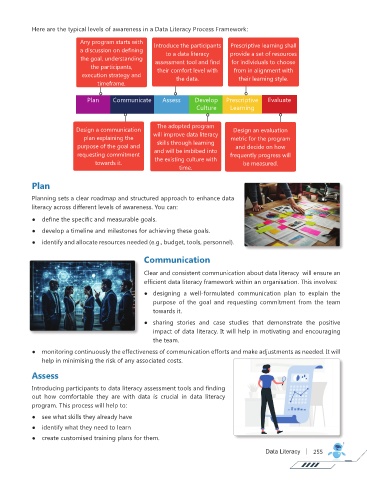 Here are the typical levels of awareness in a Data Literacy Process Framework:
Any program starts with
a discussion on defining
the goal, understanding
the participants,
execution strategy and
timeframe.
Introduce the participants
to a data literacy
assessment tool and find
their comfort level with
the data.
Prescriptive learning shall
provide a set of resources
for individuals to choose
from in alignment with
their learning style.
Plan
Communicate
Assess
Develop
Culture
Prescriptive
Learning
Evaluate
Design a communication
plan explaining the
purpose of the goal and
requesting commitment
towards it.
The adopted program
will improve data literacy
skills through learning
and will be imbibed into
the existing culture with
time.
Design an evaluation
metric for the program
and decide on how
frequently progress will
be measured.
Plan
Planning sets a clear roadmap and structured approach to enhance data
literacy across different levels of awareness. You can:
● define the specific and measurable goals.
● develop a timeline and milestones for achieving these goals.
● identify and allocate resources needed (e.g., budget, tools, personnel).
Communication
Clear and consistent communication about data literacy will ensure an
efficient data literacy framework within an organisation. This involves:
● designing a well-formulated communication plan to explain the
purpose of the goal and requesting commitment from the team
towards it.
● sharing stories and case studies that demonstrate the positive
impact of data literacy. It will help in motivating and encouraging
the team.
● monitoring continuously the effectiveness of communication efforts and make adjustments as needed. It will
help in minimising the risk of any associated costs.
Assess
Introducing participants to data literacy assessment tools and finding
out how comfortable they are with data is crucial in data literacy
program. This process will help to:
● see what skills they already have
● identify what they need to learn
● create customised training plans for them.
Data Literacy | 255